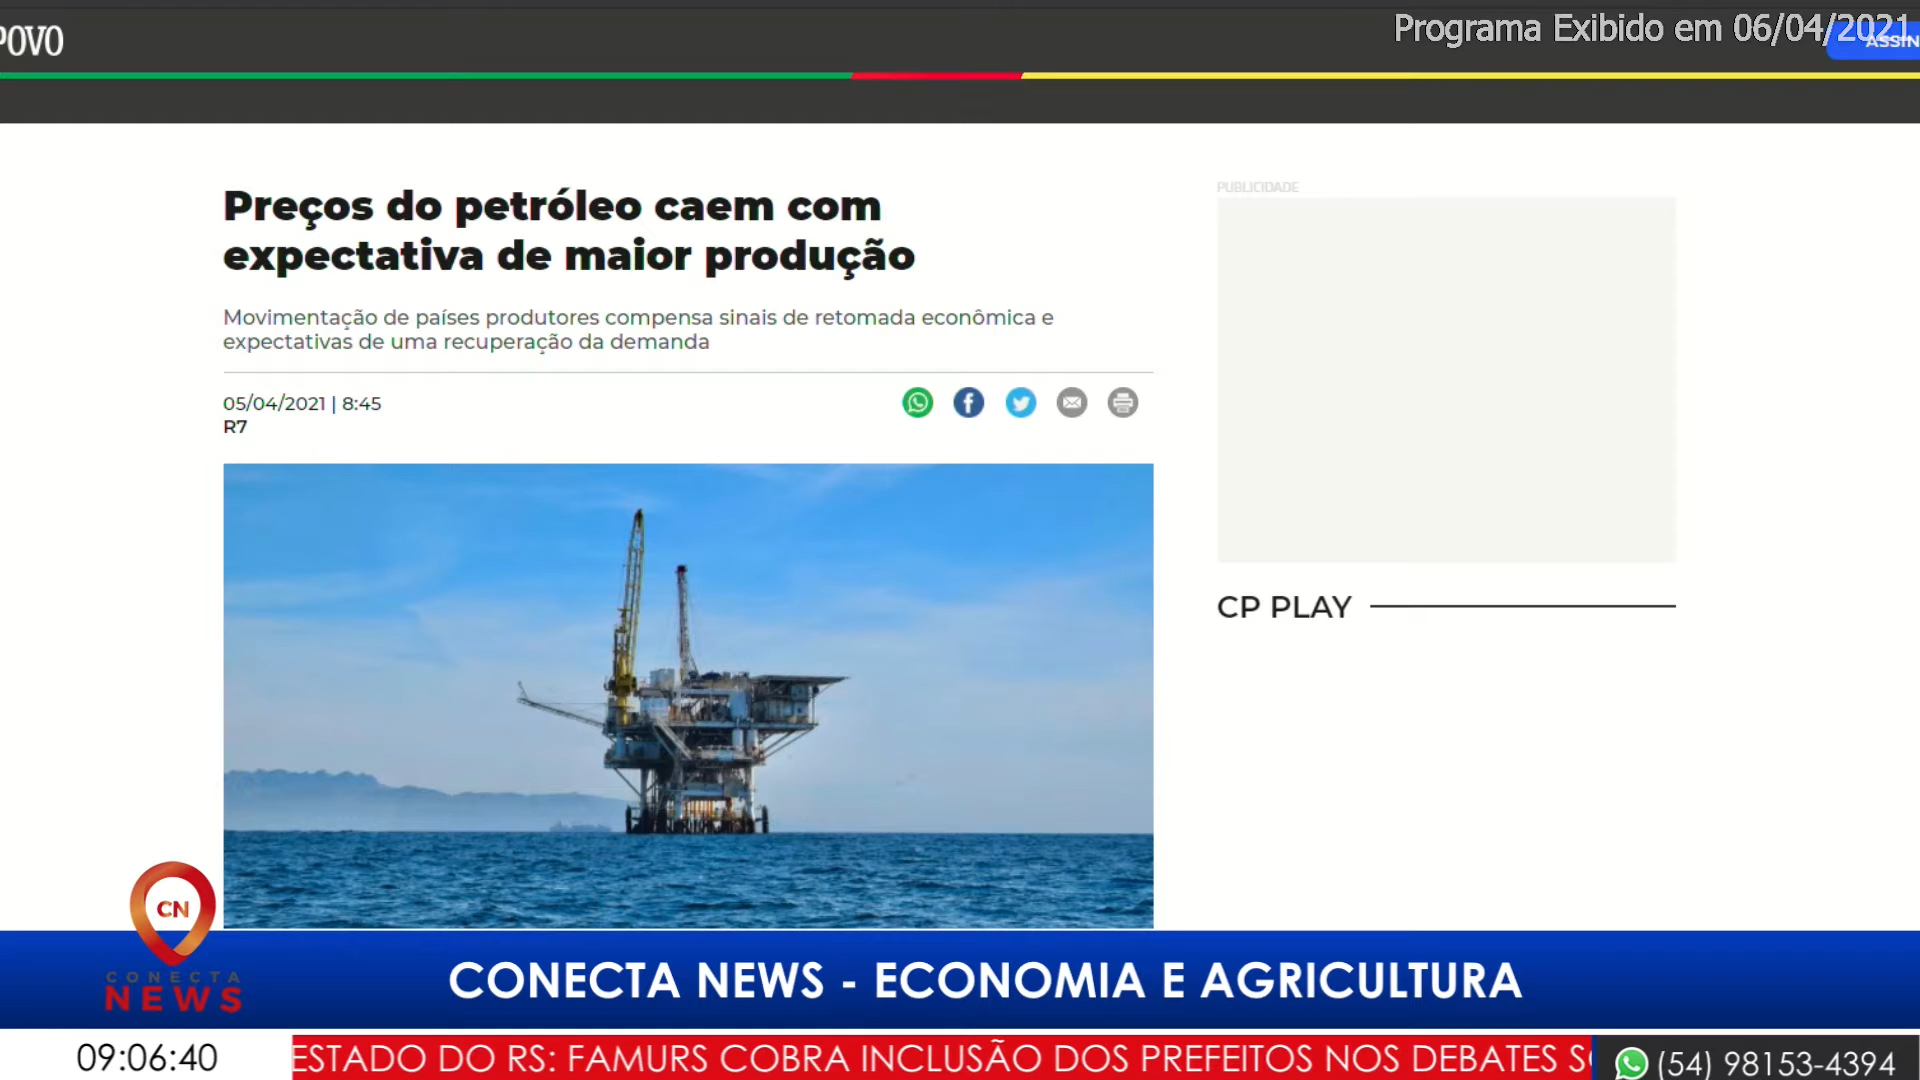 POVO
Programa Exibido em 06/04/2021
ASSIN
Preços do petróleo caem com
expectativa de maior produção
Movimentação de países produtores compensa sinais de retomada econômica e
expectativas de uma recuperação da demanda
05/04/2021 | 8:45
R7
PUBLICIDADE
CP PLAY
CN
CONECTA
NEWS
CONECTA NEWS - ECONOMIA E AGRICULTURA
09:06:40
ESTADO DO RS: FAMURS COBRA INCLUSÃO DOS PREFEITOS NOS DEBATES
(54) 98153-4394